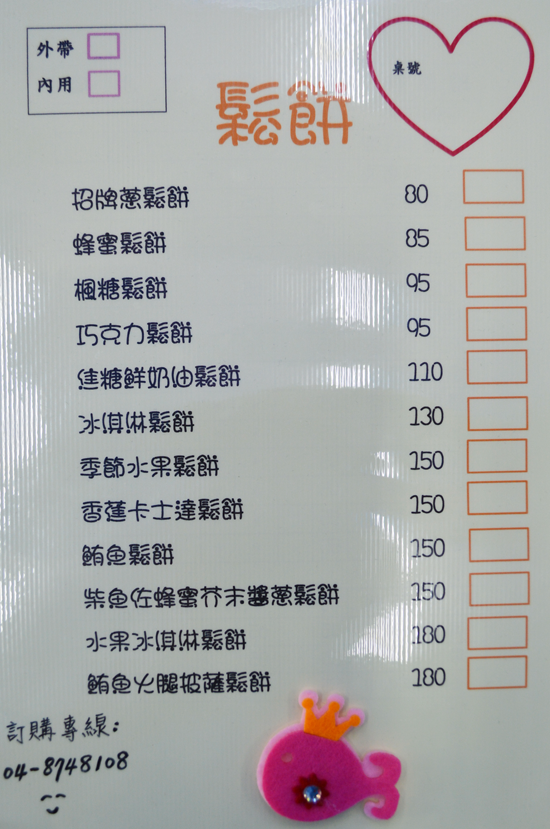 外帶
內用
桌號
鬆餅
招牌蔥鬆餅 80
蜂蜜鬆餅 85
楓糖鬆餅 95
巧克力鬆餅 95
焦糖鮮奶油鬆餅 110
冰淇淋鬆餅 130
季節水果鬆餅 150
香蕉卡士達鬆餅 150
鮪魚鬆餅 150
柴魚佐蜂蜜芥末醬蔥鬆餅 150
水果冰淇淋鬆餅 180
鮪魚火腿披薩鬆餅 180
訂購專線:
04-8748108